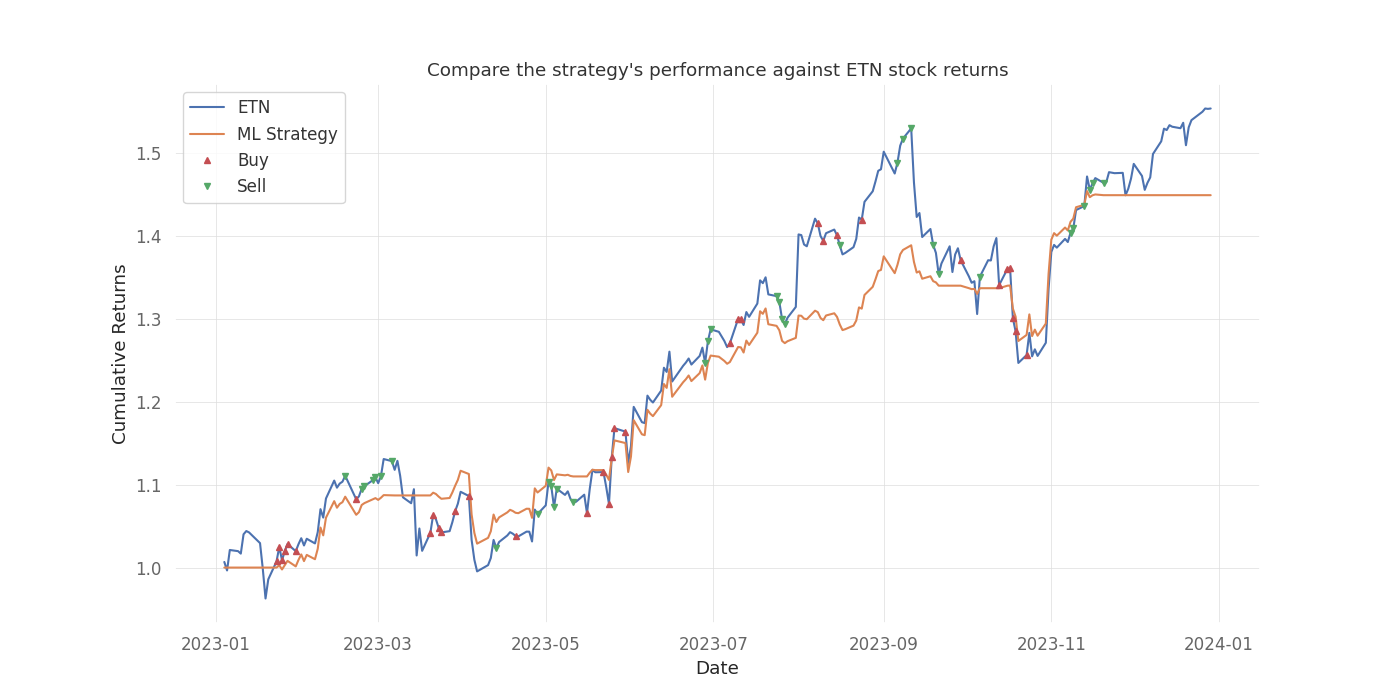 Compare the strategy's performance against ETN stock returns
ETN
ML Strategy
Buy
Sell
Cumulative Returns
1.5
1.4
1.3
1.2
1.1
1.0
2023-01
2023-03
2023-05
2023-07
2023-09
2023-11
2024-01
Date